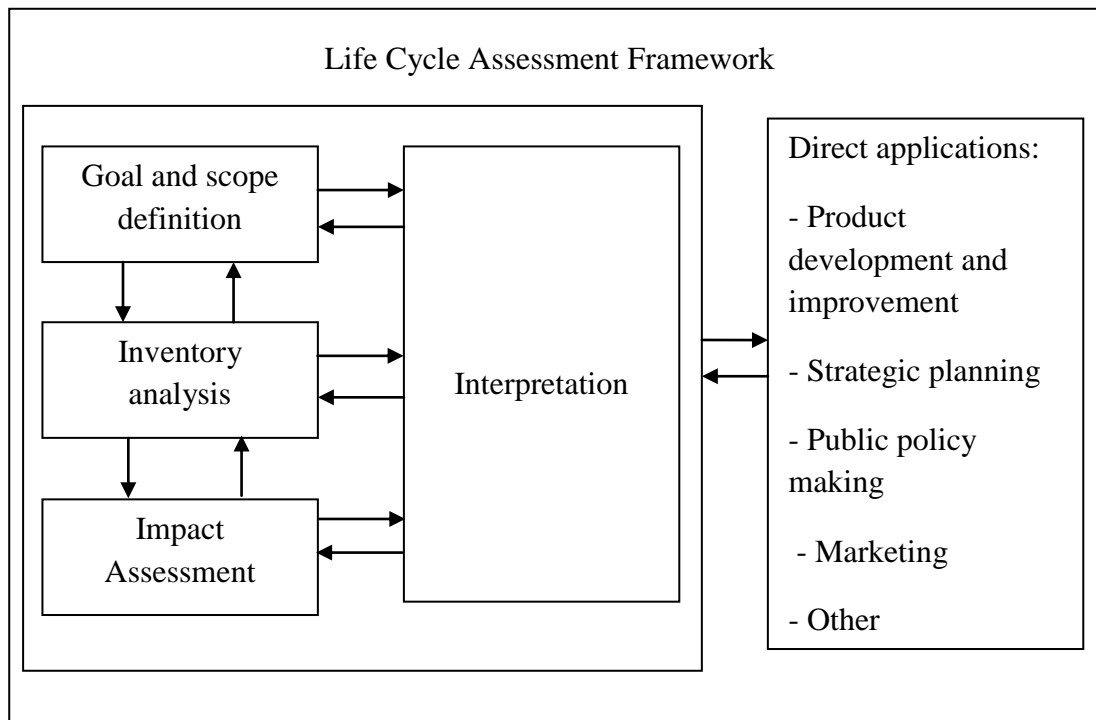 Life Cycle Assessment Framework
Goal and scope
definition
Inventory
analysis
Impact
Assessment
Interpretation
Direct applications:
- Product
development and
improvement
- Strategic planning
- Public policy
making
- Marketing
- Other